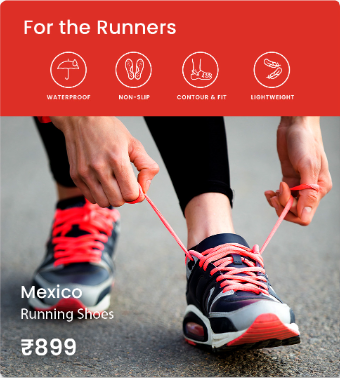 For the Runners
WATERPROOF
NON-SLIP
CONTOUR & FIT
LIGHTWEIGHT
Mexico
Running Shoes
₹899